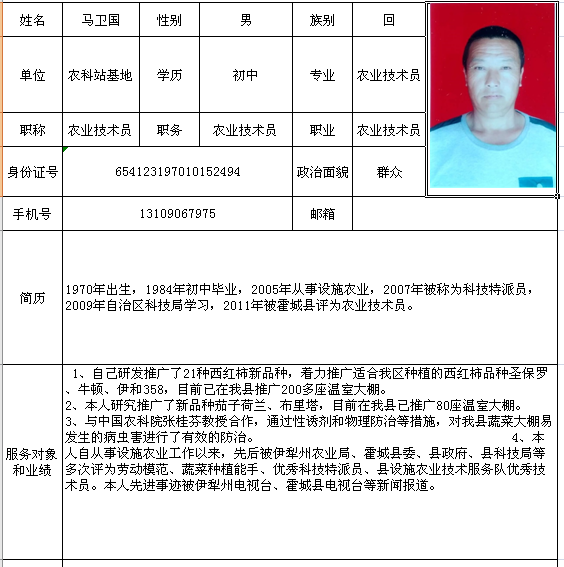 姓名 马卫国 性别 男 族别 回
单位 农科站基地 学历 初中 专业 农业技术员
职称 农业技术员 职务 农业技术员 职业 农业技术员
身份证号 654123197010152494 政治面貌 群众
手机号 13109067975 邮箱
简历
1970年出生，1984年初中毕业，2005年从事设施农业，2007年被称为科技特派员，
2009年自治区科技局学习，2011年被霍城县评为农业技术员。
服务对象
和业绩
1、自己研发推广了21种西红柿新品种，着力推广适合我区种植的西红柿品种圣保罗
、牛顿、伊和358，目前已在我县推广200多座温室大棚。
2、本人研究推广了新品种茄子荷兰、布里塔，目前在我县已推广80座温室大棚。
3、与中国农科院张桂芬教授合作，通过性诱剂和物理防治等措施，对我县蔬菜大棚易
发生的病虫害进行了有效的防治。 4、本
人自从事设施农业工作以来，先后被伊犁州农业局、霍城县委、县政府、县科技局等
多次评为劳动模范、蔬菜种植能手、优秀科技特派员、县设施农业技术服务队优秀技
术员。本人先进事迹被伊犁州电视台、霍城县电视台等新闻报道。